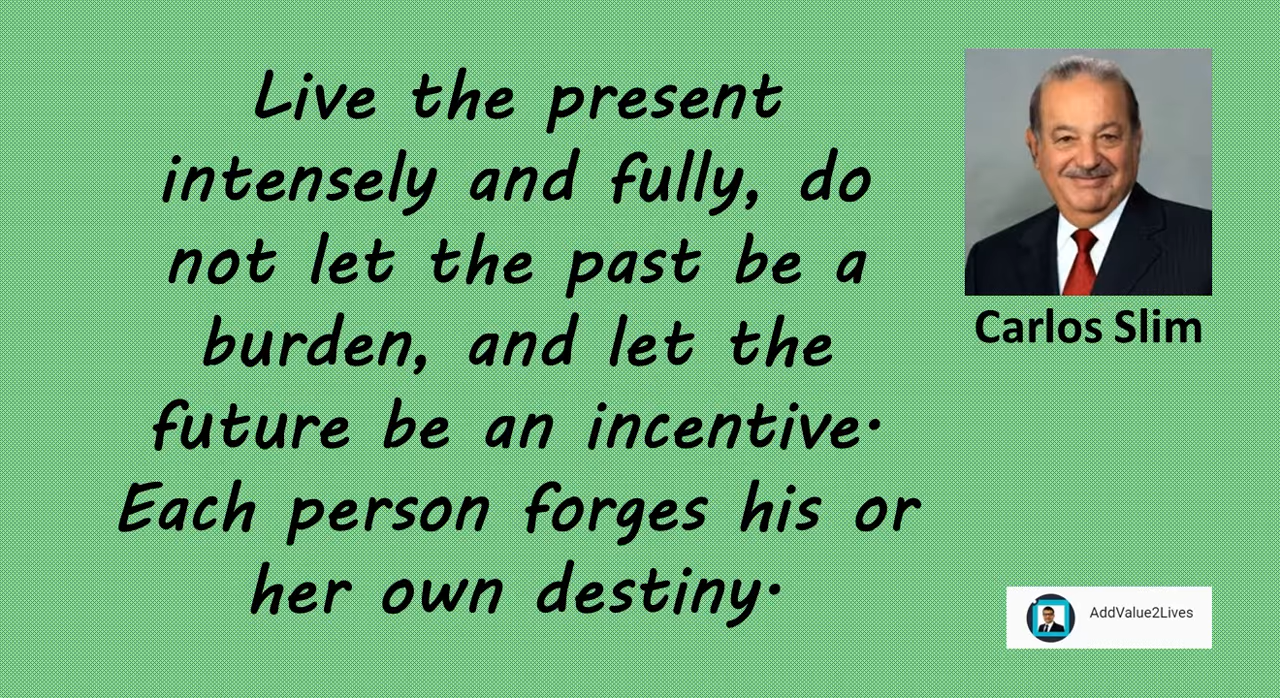 Live the present
intensely and fully, do
not let the past be a
burden, and let the
future be an incentive.
Each person forges his or
her own destiny.
Carlos Slim
AddValue2Lives